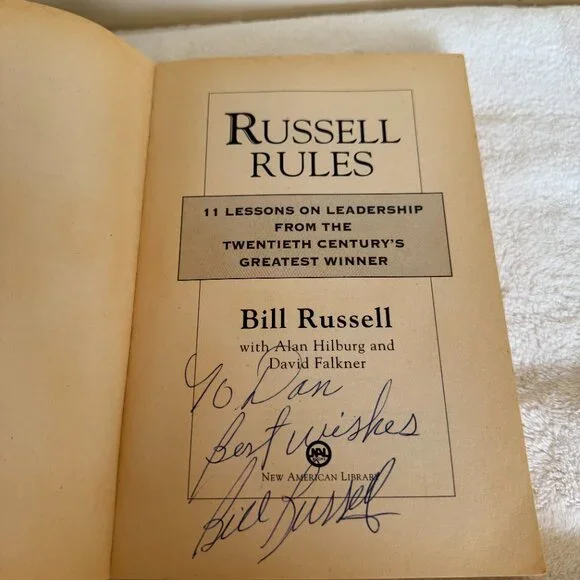 RUSSELL
RULES
11 LESSONS ON LEADERSHIP
FROM THE
TWENTIETH CENTURY'S
GREATEST WINNER
Bill Russell
with Alan Hilburg and
David Falkner
To Dan
Best wishes
NAL
NEW AMERICAN LIBRARY
Bill Russell